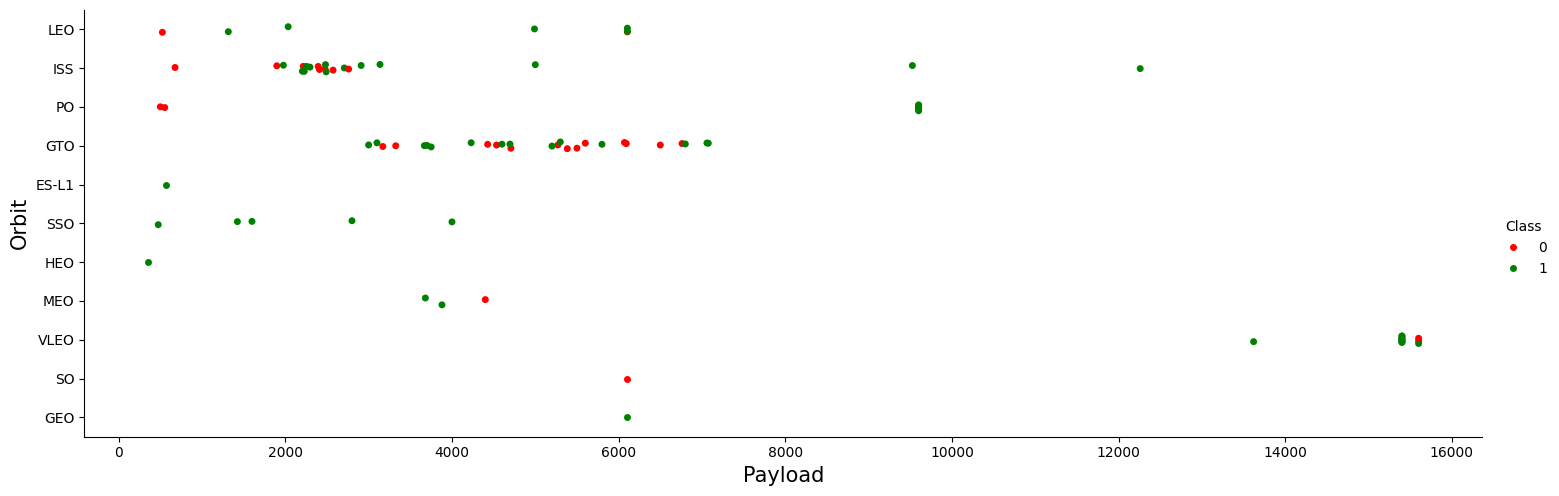 LEO
ISS
PO
GTO
ES-L1
SSO
HEO
MEO
VLEO
SO
GEO
Orbit
0 2000 4000 6000 8000 10000 12000 14000 16000
Payload
Class
0
1